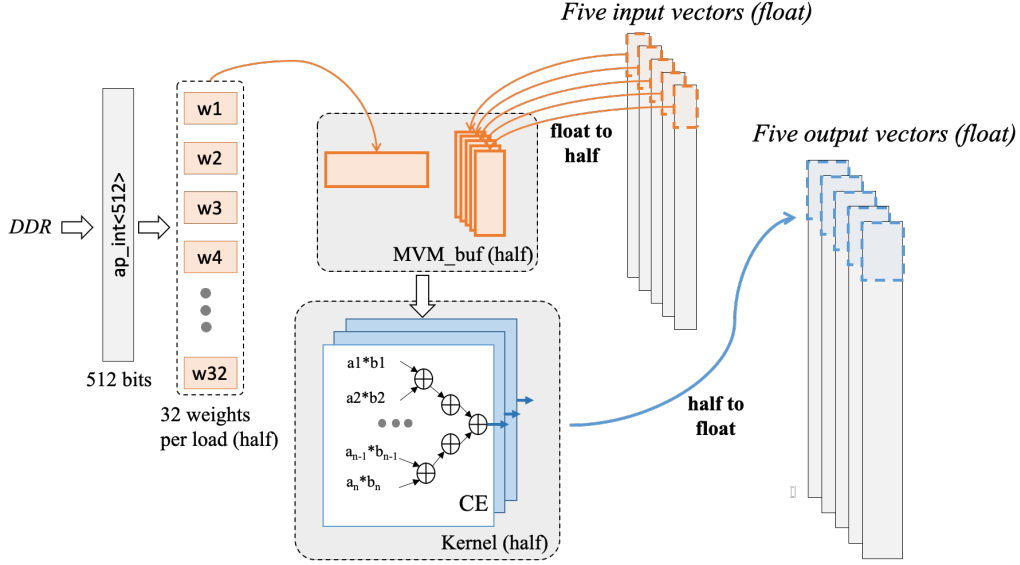 Five input vectors (float)
DDR
ap_int<512>
512 bits
w1
w2
w3
w4
w32
32 weights
per load (half)
float to
half
MVM_buf (half)
a1*b1
a2*b2
an-1*bn-1
an*bn
CE
Kernel (half)
half to
float
Five output vectors (float)